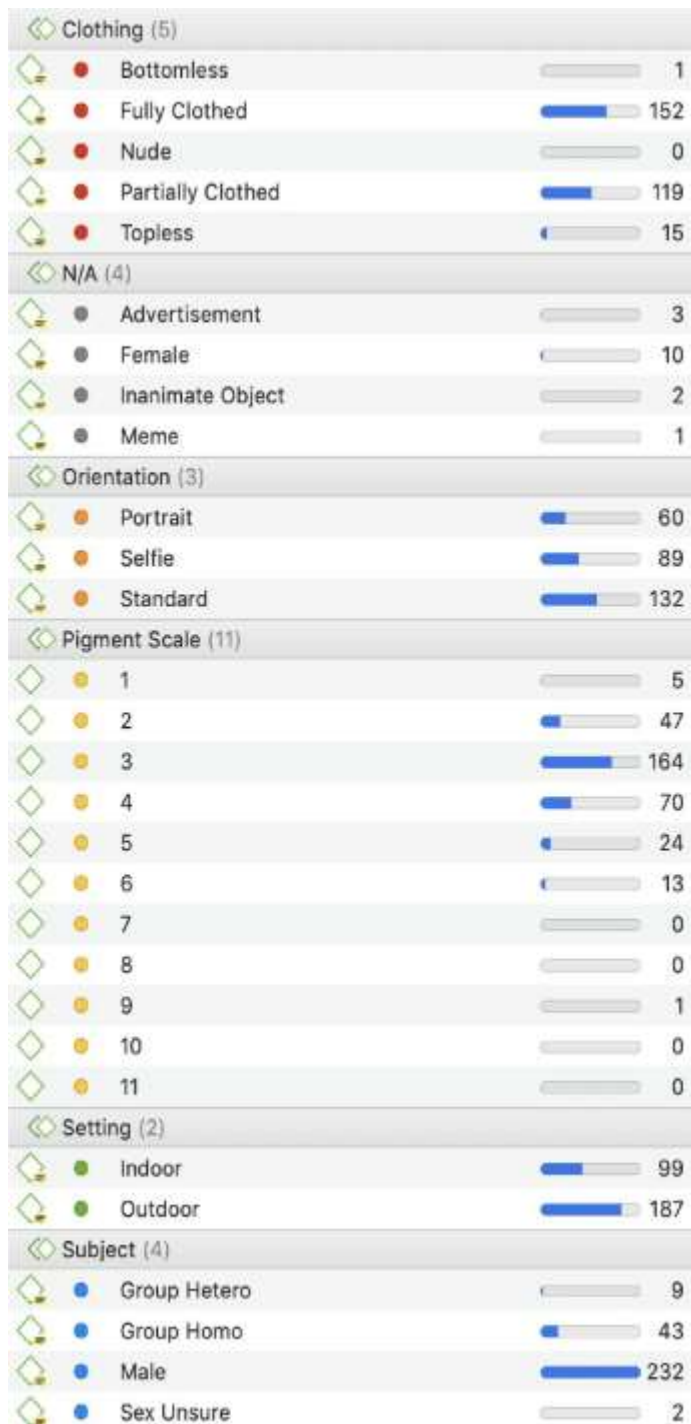 Clothing (5)
Bottomless 1
Fully Clothed 152
Nude 0
Partially Clothed 119
Topless 15
N/A (4)
Advertisement 3
Female 10
Inanimate Object 2
Meme 1
Orientation (3)
Portrait 60
Selfie 89
Standard 132
Pigment Scale (11)
1 5
2 47
3 164
4 70
5 24
6 13
7 0
8 0
9 1
10 0
11 0
Setting (2)
Indoor 99
Outdoor 187
Subject (4)
Group Hetero 9
Group Homo 43
Male 232
Sex Unsure 2